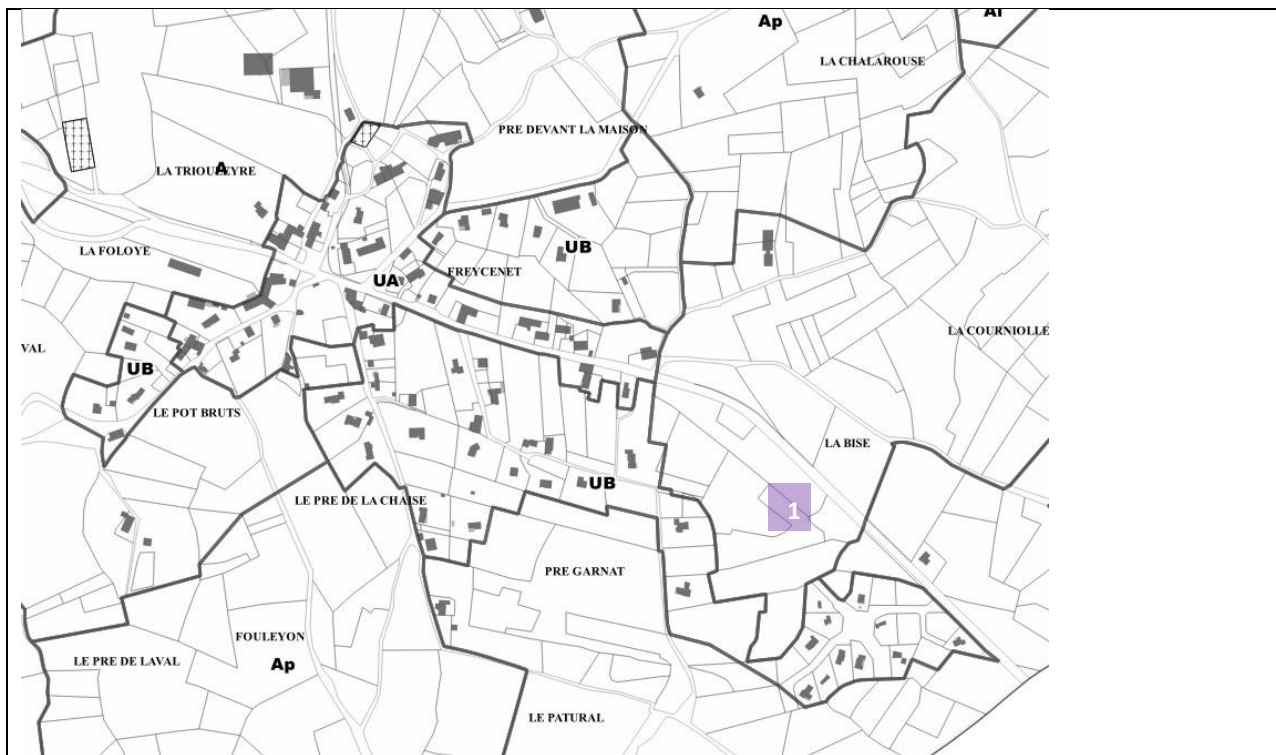 Ap
LA CHALAROUSE
PRE DEVANT LA MAISON
LA TRIOULEYRE
A
LA FOLOYE
UB
FREYCENET
UA
LA COURNIOLLE
VAL
UB
LE POT BRUTS
LA BISE
UB
LE PRE DE LA CHAISE
1
PRE GARNAT
FOULEYON
LE PRE DE LAVAL
Ap
LE PATURAL